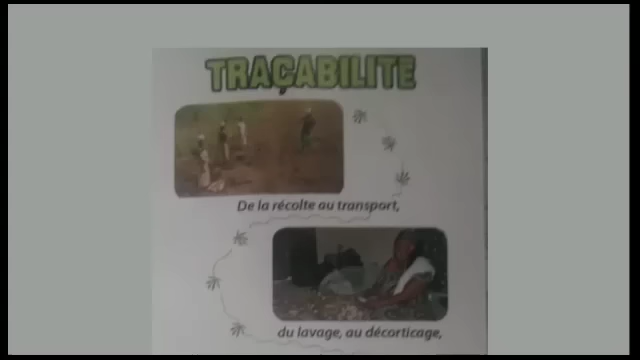 TRAÇABILITE
De la récolte au transport,
du lavage, au décorticage,